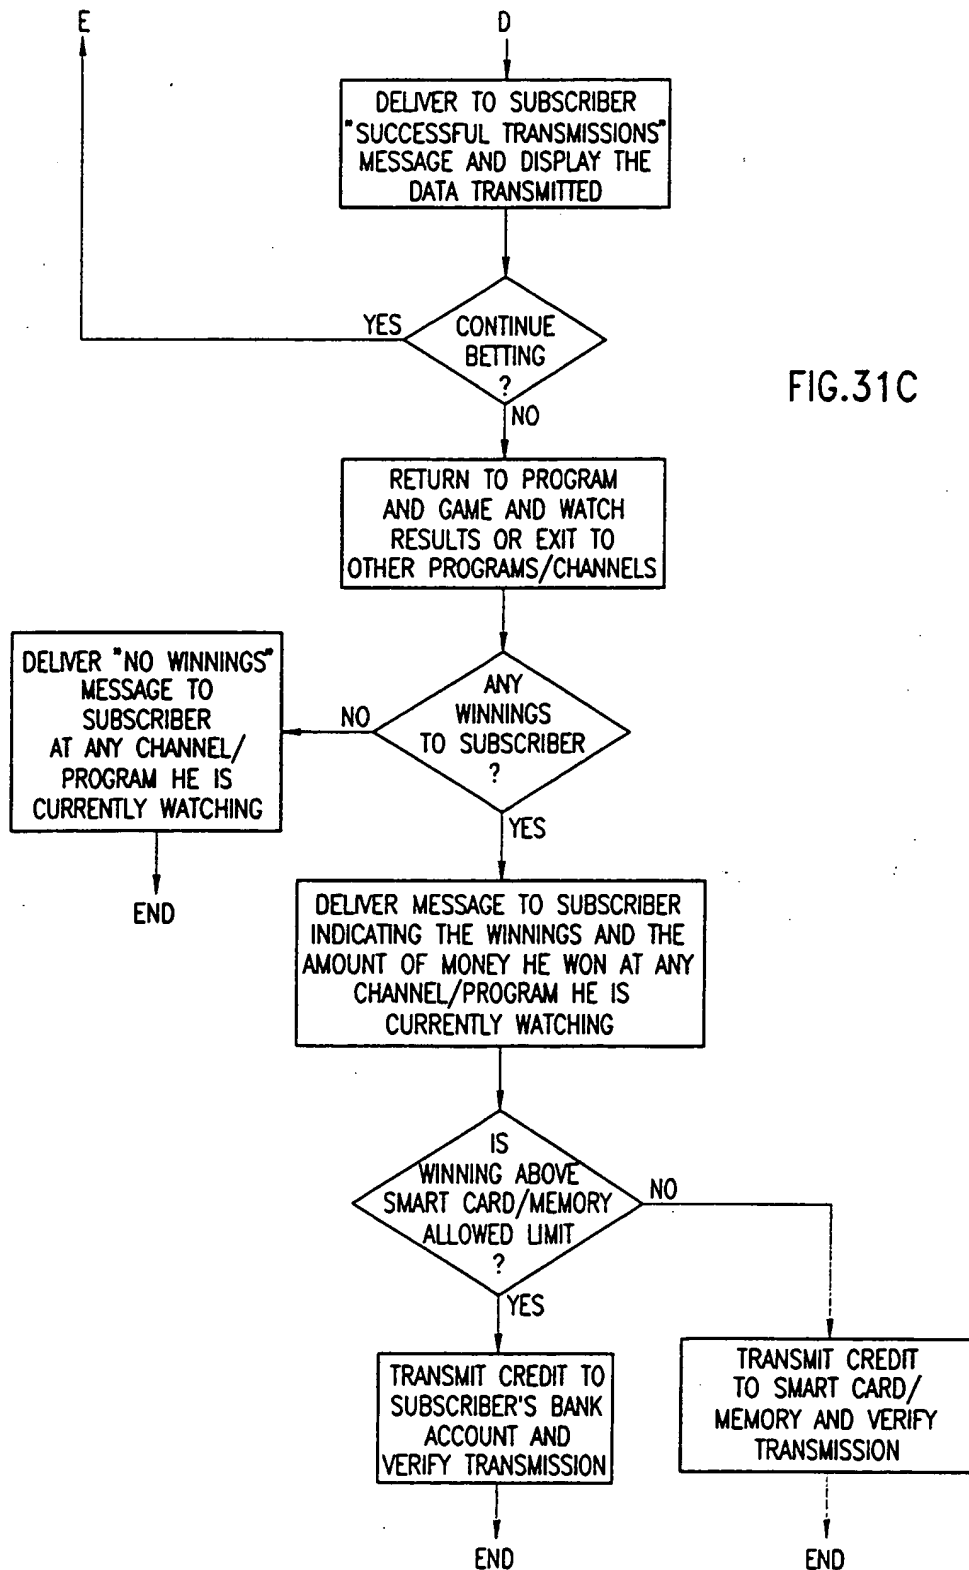 E
D
DELIVER TO SUBSCRIBER
"SUCCESSFUL TRANSMISSIONS"
MESSAGE AND DISPLAY THE
DATA TRANSMITTED
YES
CONTINUE
BETTING
?
NO
FIG.31C
RETURN TO PROGRAM
AND GAME AND WATCH
RESULTS OR EXIT TO
OTHER PROGRAMS/CHANNELS
DELIVER "NO WINNINGS"
MESSAGE TO
SUBSCRIBER
AT ANY CHANNEL/
PROGRAM HE IS
CURRENTLY WATCHING
END
NO
ANY
WINNINGS
TO SUBSCRIBER
?
YES
DELIVER MESSAGE TO SUBSCRIBER
INDICATING THE WINNINGS AND THE
AMOUNT OF MONEY HE WON AT ANY
CHANNEL/PROGRAM HE IS
CURRENTLY WATCHING
IS
WINNING ABOVE
SMART CARD/MEMORY
ALLOWED LIMIT
?
NO
YES
TRANSMIT CREDIT TO
SUBSCRIBER'S BANK
ACCOUNT AND
VERIFY TRANSMISSION
END
TRANSMIT CREDIT
TO SMART CARD/
MEMORY AND VERIFY
TRANSMISSION
END